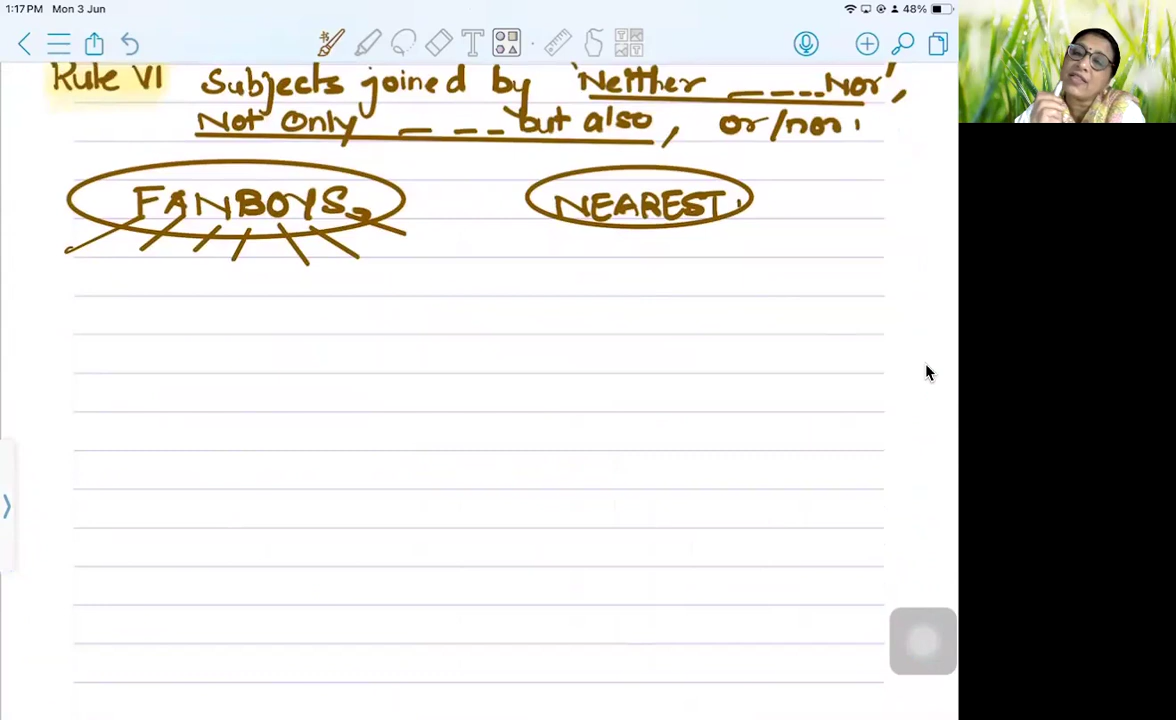 1:17 PM Mon 3 Jun 48%
Rule VI Subjects joined by 'Neither _ _ _ _ Nor',
Not Only _ _ _ but also, or/nor.
FANBOYS NEAREST.